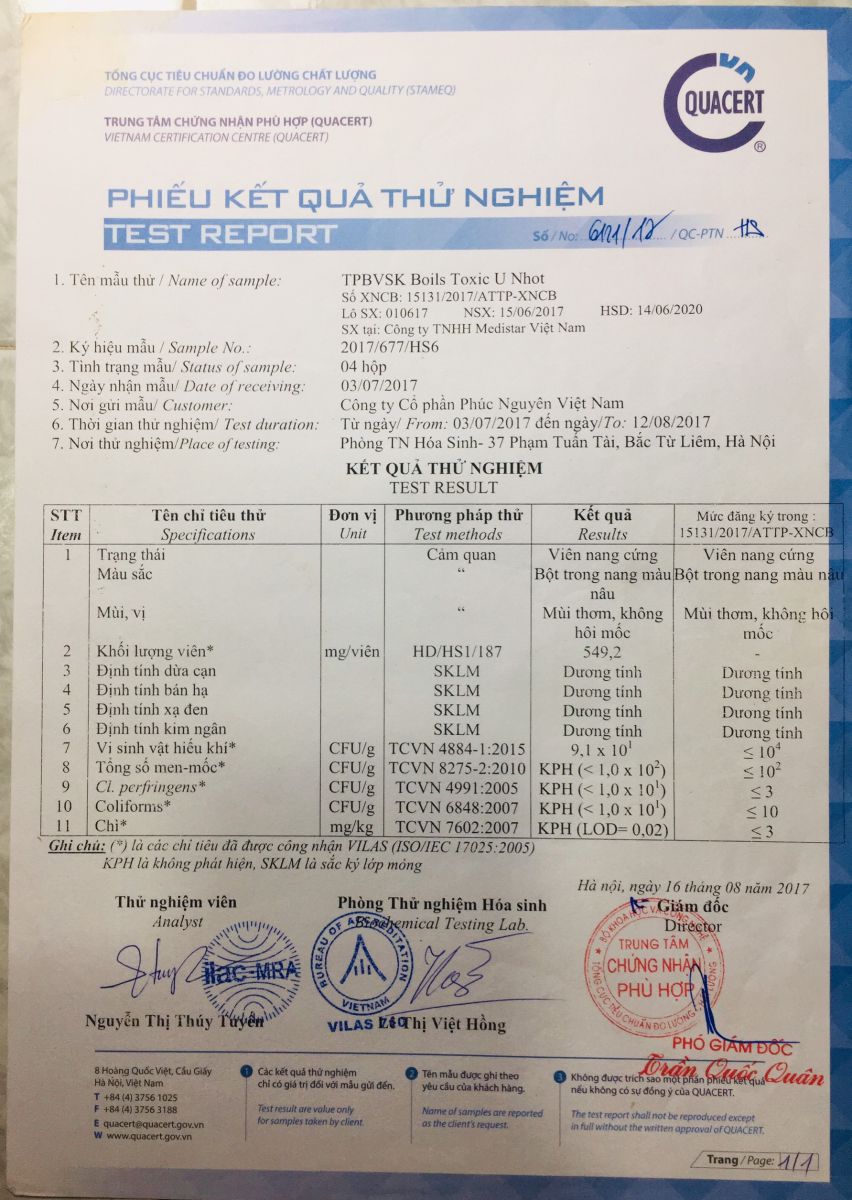 TỔNG CỤC TIÊU CHUẨN ĐO LƯỜNG CHẤT LƯỢNG
DIRECTORATE FOR STANDARDS, METROLOGY AND QUALITY (STAMEQ)
TRUNG TÂM CHỨNG NHẬN PHÙ HỢP (QUACERT)
VIETNAM CERTIFICATION CENTRE (QUACERT)
QUACERT ®
PHIẾU KẾT QUẢ THỬ NGHIỆM
TEST REPORT
Số / No: 6121/17 / QC-PTN HS
1. Tên mẫu thử / Name of sample: TPBVSK Boils Toxic U Nhot
Số XNCB: 15131/2017/ATTP-XNCB
Lô SX: 010617 NSX: 15/06/2017 HSD: 14/06/2020
SX tại: Công ty TNHH Medistar Việt Nam
2. Ký hiệu mẫu / Sample No.: 2017/677/HS6
3. Tình trạng mẫu/ Status of sample: 04 hộp
4. Ngày nhận mẫu/ Date of receiving: 03/07/2017
5. Nơi gửi mẫu/ Customer: Công ty Cổ phần Phúc Nguyên Việt Nam
6. Thời gian thử nghiệm/ Test duration: Từ ngày/ From: 03/07/2017 đến ngày/To: 12/08/2017
7. Nơi thử nghiệm/Place of testing: Phòng TN Hóa Sinh- 37 Phạm Tuấn Tài, Bắc Từ Liêm, Hà Nội
KẾT QUẢ THỬ NGHIỆM
TEST RESULT
STT Tên chỉ tiêu thử Đơn vị Phương pháp thử Kết quả Mức đăng ký trong :
Item Specifications Unit Test methods Results 15131/2017/ATTP-XNCB
1 Trạng thái Cảm quan Viên nang cứng Viên nang cứng
Màu sắc “ Bột trong nang màu Bột trong nang màu nâu
nâu
Mùi, vị “ Mùi thơm, không Mùi thơm, không hôi
hôi mốc mốc
2 Khối lượng viên* mg/viên HD/HS1/187 549,2 -
3 Định tính dừa cạn SKLM Dương tính Dương tính
4 Định tính bán hạ SKLM Dương tính Dương tính
5 Định tính xạ đen SKLM Dương tính Dương tính
6 Định tính kim ngân SKLM Dương tính Dương tính
7 Vi sinh vật hiếu khí* CFU/g TCVN 4884-1:2015 9,1 x 10¹ ≤ 10⁴
8 Tổng số men-mốc* CFU/g TCVN 8275-2:2010 KPH (< 1,0 x 10²) ≤ 10²
9 Cl. perfringens* CFU/g TCVN 4991:2005 KPH (< 1,0 x 10¹) ≤ 3
10 Coliforms* CFU/g TCVN 6848:2007 KPH (< 1,0 x 10¹) ≤ 10
11 Chì* mg/kg TCVN 7602:2007 KPH (LOD= 0,02) ≤ 3
Ghi chú: (*) là các chỉ tiêu đã được công nhận VILAS (ISO/IEC 17025:2005)
KPH là không phát hiện, SKLM là sắc ký lớp mỏng
Hà nội, ngày 16 tháng 08 năm 2017
Thử nghiệm viên Phòng Thử nghiệm Hóa sinh Giám đốc
Analyst Biochemical Testing Lab. Director
ilac-MRA
BUREAU OF ACCREDITATION
VIETNAM
VILAS
BỘ KHOA HỌC VÀ CÔNG NGHỆ
TRUNG TÂM
CHỨNG NHẬN
PHÙ HỢP
TỔNG CỤC TIÊU CHUẨN ĐO LƯỜNG CHẤT LƯỢNG
Nguyễn Thị Thúy Tuyên Lê Thị Việt Hồng
PHÓ GIÁM ĐỐC
Trần Quốc Quân
8 Hoàng Quốc Việt, Cầu Giấy
Hà Nội, Việt Nam
T +84 (4) 3756 1025
F +84 (4) 3756 3188
E quacert@quacert.gov.vn
W www.quacert.gov.vn
1 Các kết quả thử nghiệm
chỉ có giá trị đối với mẫu gửi đến.
Test result are value only
for samples taken by client.
2 Tên mẫu được ghi theo
yêu cầu của khách hàng.
Name of samples are reported
as the client's request.
3 Không được trích sao một phần phiếu kết quả
nếu không có sự đồng ý của QUACERT.
The test report shall not be reproduced except
in full without the written approval of QUACERT.
Trang / Page: 1/1